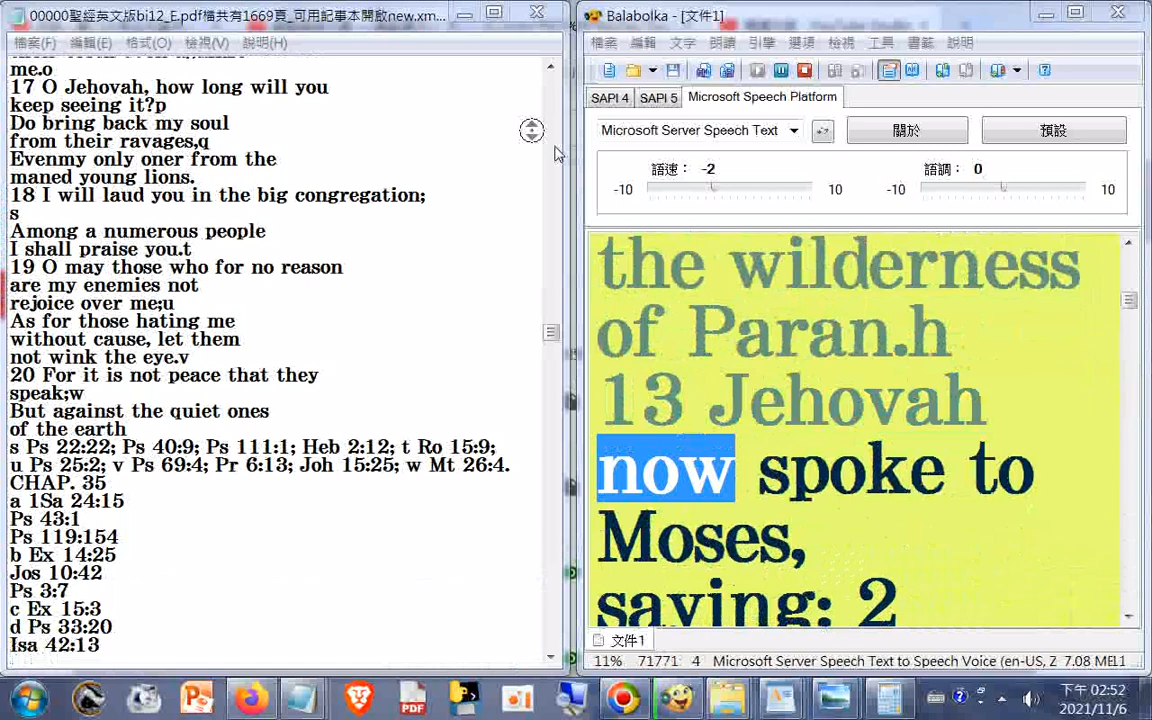 00000聖經英文版bi12_E.pdf檔共有1669頁_可用記事本開啟new.xm...
檔案(F) 編輯(E) 格式(O) 檢視(V) 說明(H)
me.o
17 O Jehovah, how long will you
keep seeing it?p
Do bring back my soul
from their ravages,q
Evenmy only oner from the
maned young lions.
18 I will laud you in the big congregation;
s
Among a numerous people
I shall praise you.t
19 O may those who for no reason
are my enemies not
rejoice over me;u
As for those hating me
without cause, let them
not wink the eye.v
20 For it is not peace that they
speak;w
But against the quiet ones
of the earth
s Ps 22:22; Ps 40:9; Ps 111:1; Heb 2:12; t Ro 15:9;
u Ps 25:2; v Ps 69:4; Pr 6:13; Joh 15:25; w Mt 26:4.
CHAP. 35
a 1Sa 24:15
Ps 43:1
Ps 119:154
b Ex 14:25
Jos 10:42
Ps 3:7
c Ex 15:3
d Ps 33:20
Isa 42:13
Balabolka - [文件1]
檔案 編輯 文字 朗讀 引擎 選項 檢視 工具 書籤 說明
SAPI 4 SAPI 5 Microsoft Speech Platform
Microsoft Server Speech Text 關於 預設
語速: -2 語調: 0
-10 10 -10 10
the wilderness
of Paran.h
13 Jehovah
now spoke to
Moses,
saying: 2
文件1
11% 71771: 4 Microsoft Server Speech Text to Speech Voice (en-US, Z 7.08 ME
PDF
下午 02:52
2021/11/6